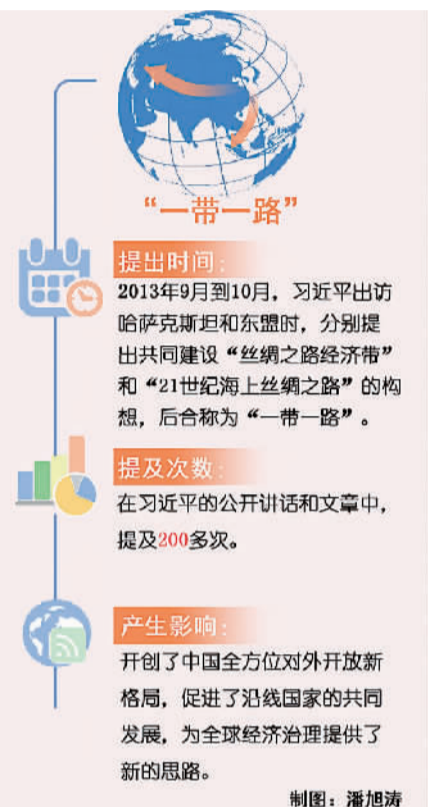 “一带一路”
提出时间：
2013年9月到10月，习近平出访
哈萨克斯坦和东盟时，分别提
出共同建设“丝绸之路经济带”
和“21世纪海上丝绸之路”的构
想，后合称为“一带一路”。
提及次数：
在习近平的公开讲话和文章中，
提及200多次。
产生影响：
开创了中国全方位对外开放新
格局，促进了沿线国家的共同
发展，为全球经济治理提供了
新的思路。
制图：潘旭涛